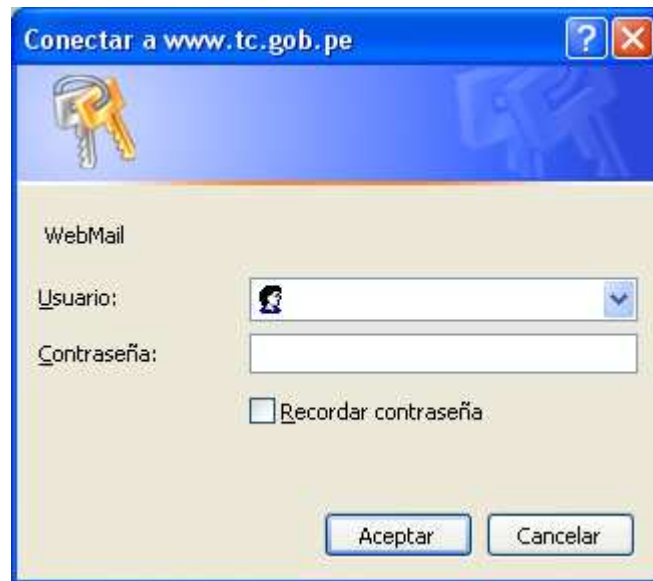 Conectar a www.tc.gob.pe
WebMail
Usuario:
Contraseña:
Recordar contraseña
Aceptar Cancelar